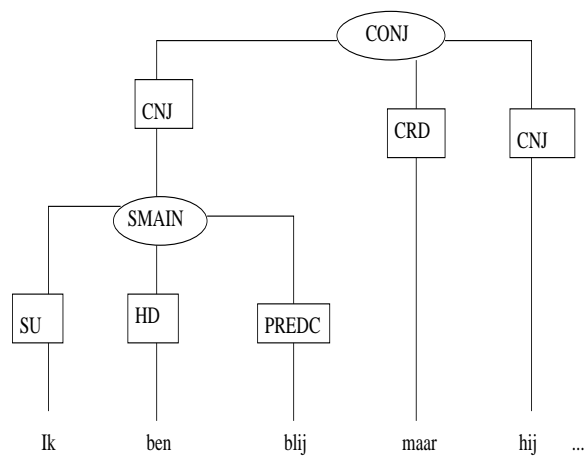 CONJ
CNJ
CRD
CNJ
SMAIN
SU
HD
PREDC
Ik ben blij maar hij ...